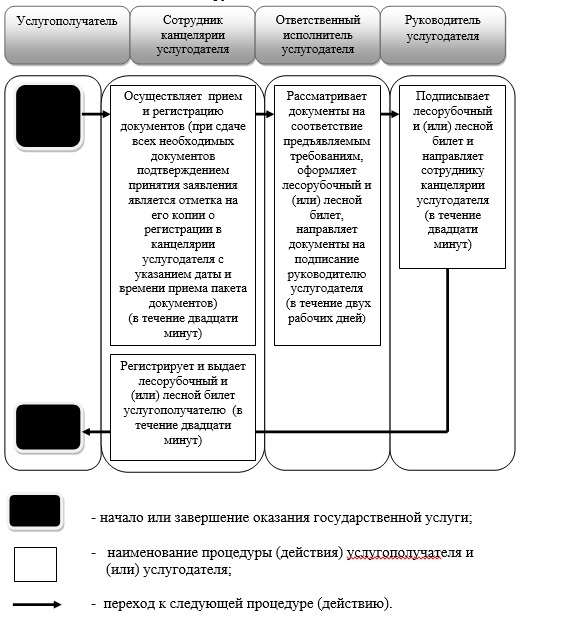 Услугополучатель
Сотрудник
канцелярии
услугодателя
Ответственный
исполнитель
услугодателя
Руководитель
услугодателя
Осуществляет прием
и регистрацию
документов (при сдаче
всех необходимых
документов
подтверждением
принятия заявления
является отметка на
его копии о
регистрации в
канцелярии
услугодателя с
указанием даты и
времени приема пакета
документов)
(в течение двадцати
минут)
Рассматривает
документы на
соответствие
предъявляемым
требованиям,
оформляет
лесорубочный и
(или) лесной
билет,
направляет
документы на
подписание
руководителю
услугодателя
(в течение двух
рабочих дней)
Подписывает
лесорубочный
и (или) лесной
билет и
направляет
сотруднику
канцелярии
услугодателя
(в течение
двадцати
минут)
Регистрирует и выдает
лесорубочный и
(или) лесной билет
услугополучателю (в
течение двадцати
минут)
- начало или завершение оказания государственной услуги;
- наименование процедуры (действия) услугополучателя и
(или) услугодателя;
- переход к следующей процедуре (действию).